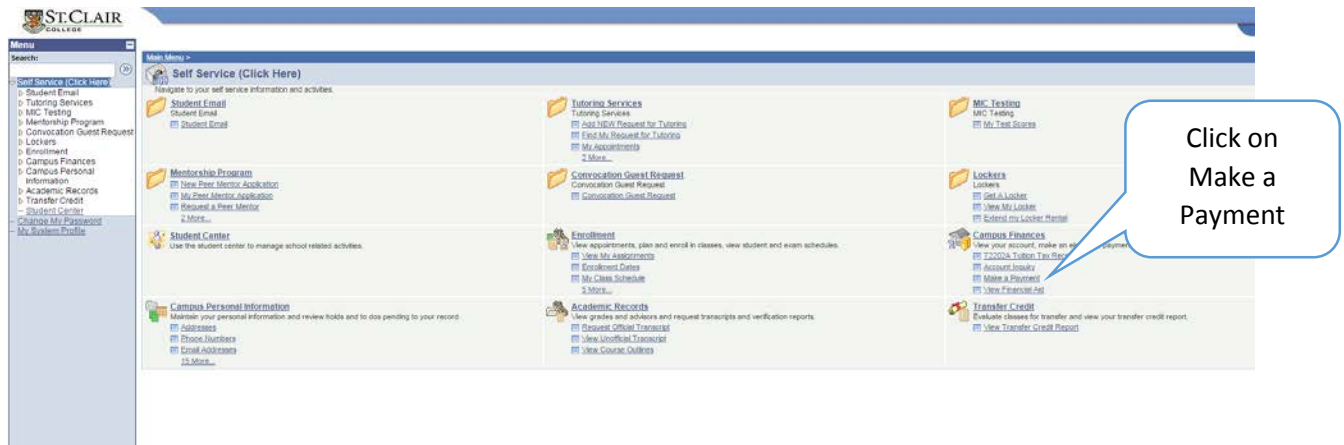 ST. CLAIR
COLLEGE
Menu
Search:
Self Service (Click Here)
Student Email
Tutoring Services
MIC Testing
Mentorship Program
Convocation Guest Request
Lockers
Enrollment
Campus Finances
Campus Personal
Information
Academic Records
Transfer Credit
Student Center
Change My Password
My System Profile
Main Menu >
Self Service (Click Here)
Navigate to your self service information and activities.
Student Email
Student Email
Student Email
Tutoring Services
Tutoring Services
Add NEW Request for Tutoring
Find My Request for Tutoring
My Appointments
2 More...
MIC Testing
MIC Testing
My Test Scores
Mentorship Program
New Peer Mentor Application
My Peer Mentor Application
Request a Peer Mentor
2 More...
Convocation Guest Request
Convocation Guest Request
Convocation Guest Request
Lockers
Lockers
Get A Locker
View My Locker
Extend my Locker Rental
Student Center
Use the student center to manage school related activities.
Enrollment
View appointments, plan and enroll in classes, view student and exam schedules.
View My Assignments
Enrollment Dates
My Class Schedule
5 More...
Campus Finances
View your account, make an payment
T2202A Tuition Tax
Account Inquiry
Make a Payment
View Financial Aid
Campus Personal Information
Maintain your personal information and review holds and to dos pending to your record.
Addresses
Phone Numbers
Email Addresses
15 More...
Academic Records
View grades and advisors and request transcripts and verification reports.
Request Official Transcript
View Unofficial Transcript
View Course Outlines
Transfer Credit
Evaluate classes for transfer and view your transfer credit report.
View Transfer Credit Report
Click on
Make a
Payment